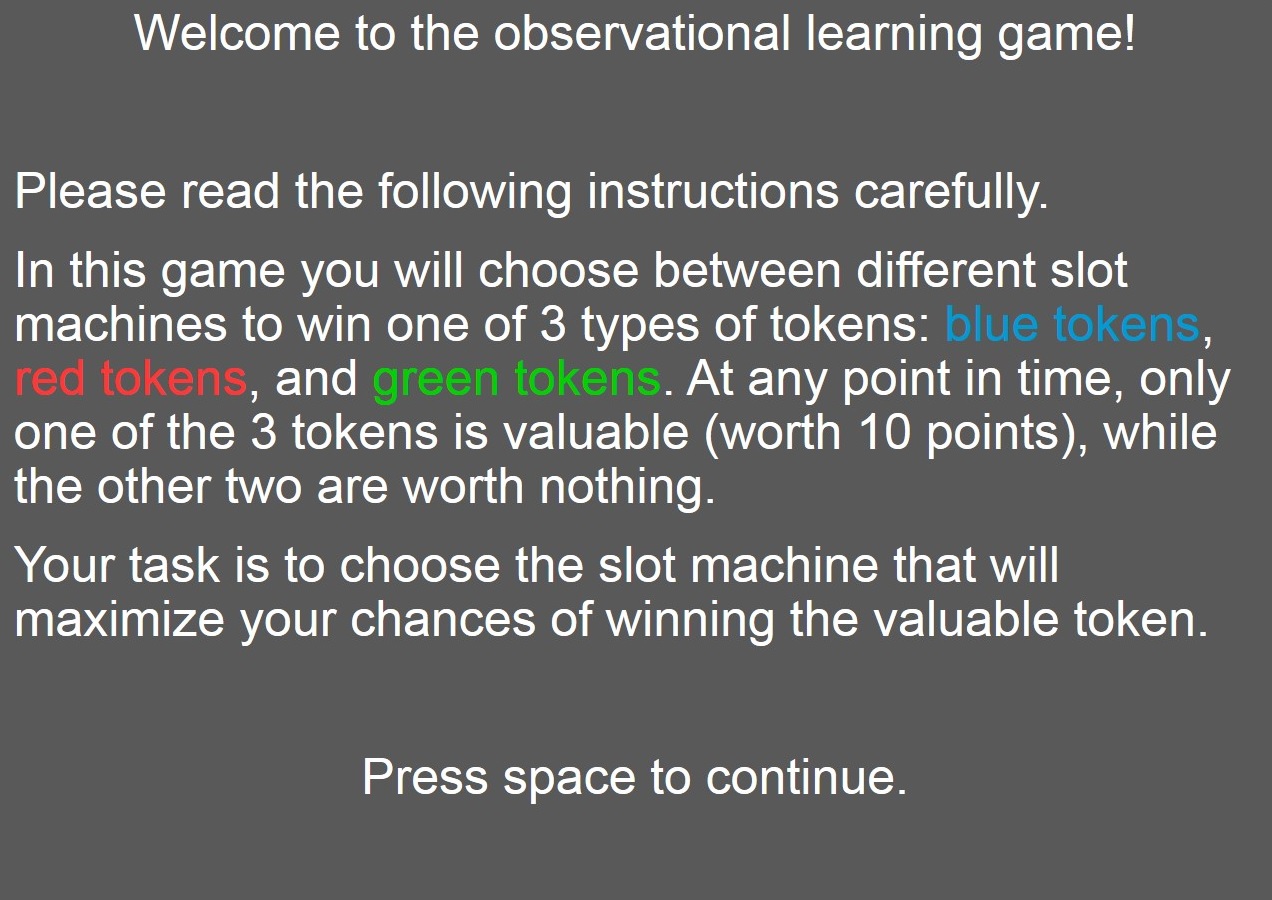 Welcome to the observational learning game!
Please read the following instructions carefully.
In this game you will choose between different slot
machines to win one of 3 types of tokens: blue tokens,
red tokens, and green tokens. At any point in time, only
one of the 3 tokens is valuable (worth 10 points), while
the other two are worth nothing.
Your task is to choose the slot machine that will
maximize your chances of winning the valuable token.
Press space to continue.